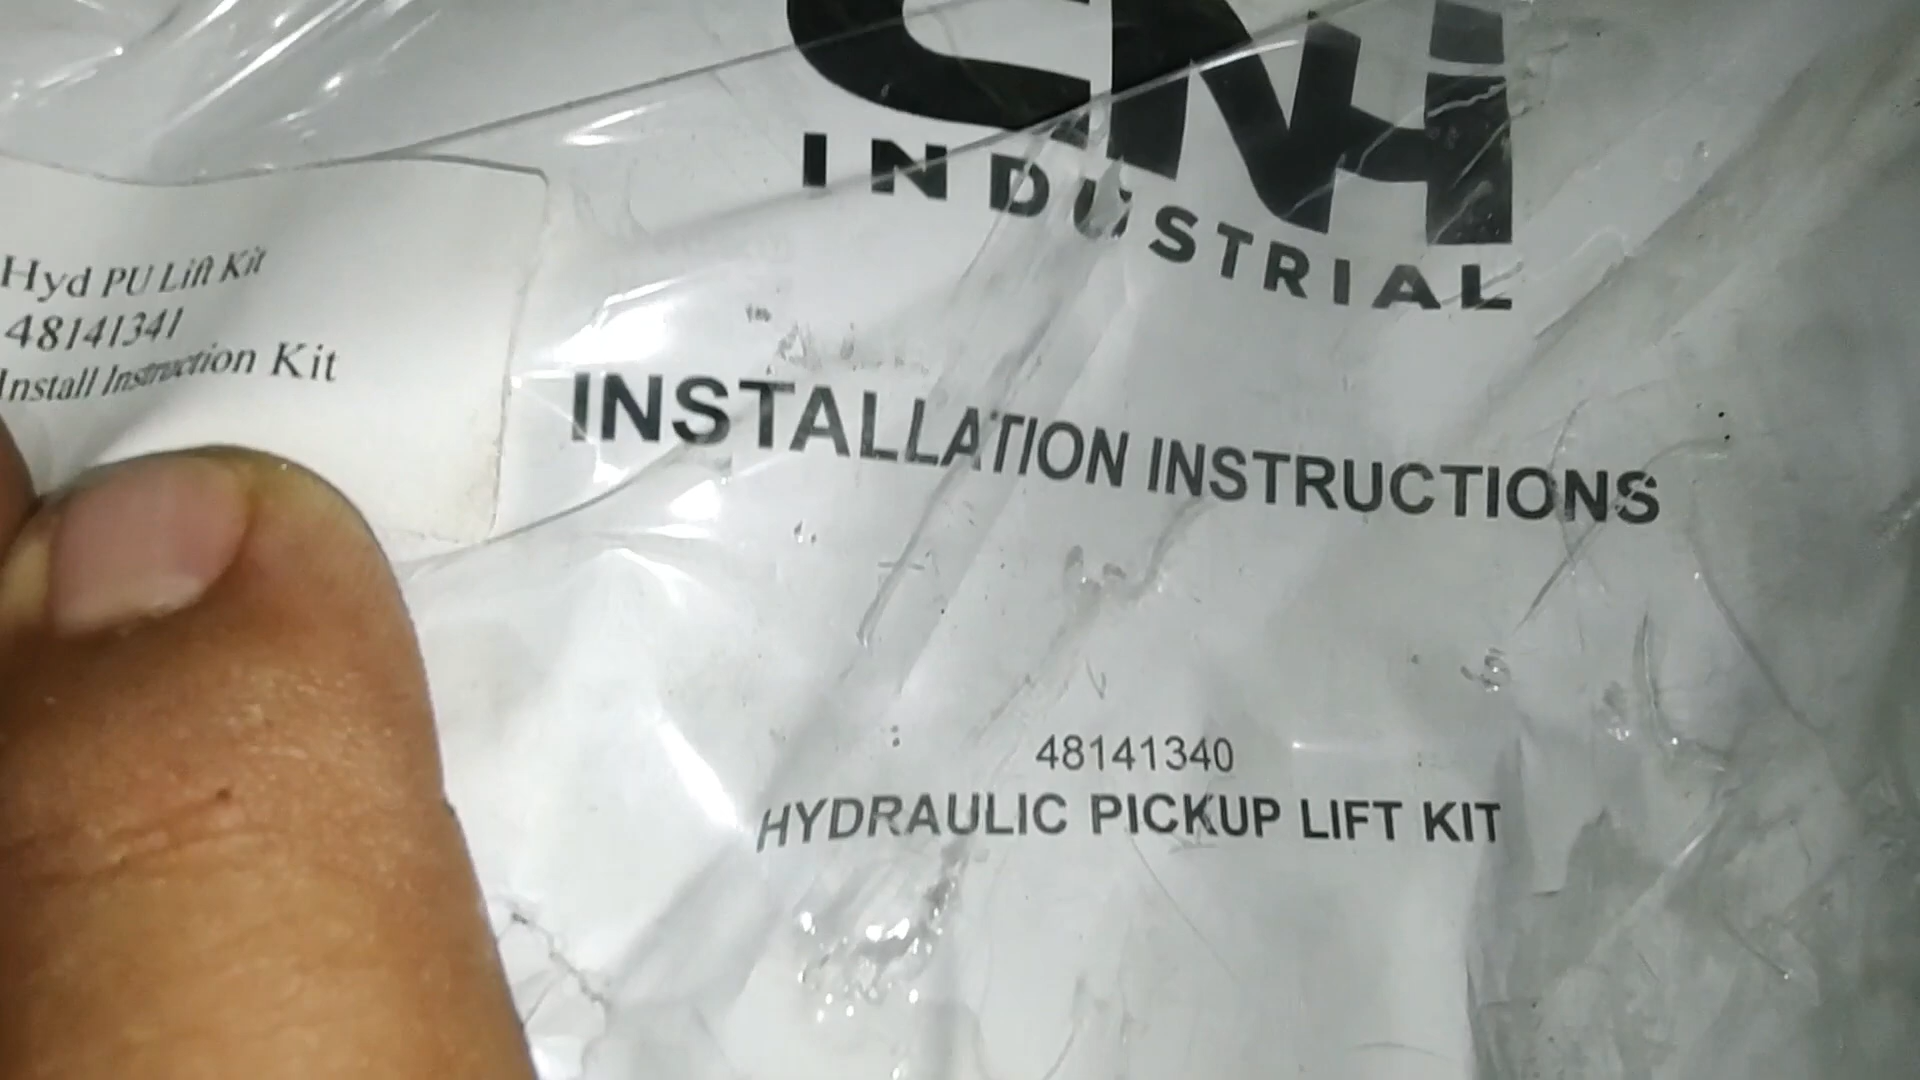 CNH
INDUSTRIAL
Hyd PU Lift Kit
48141341
Install Instruction Kit
INSTALLATION INSTRUCTIONS
48141340
HYDRAULIC PICKUP LIFT KIT